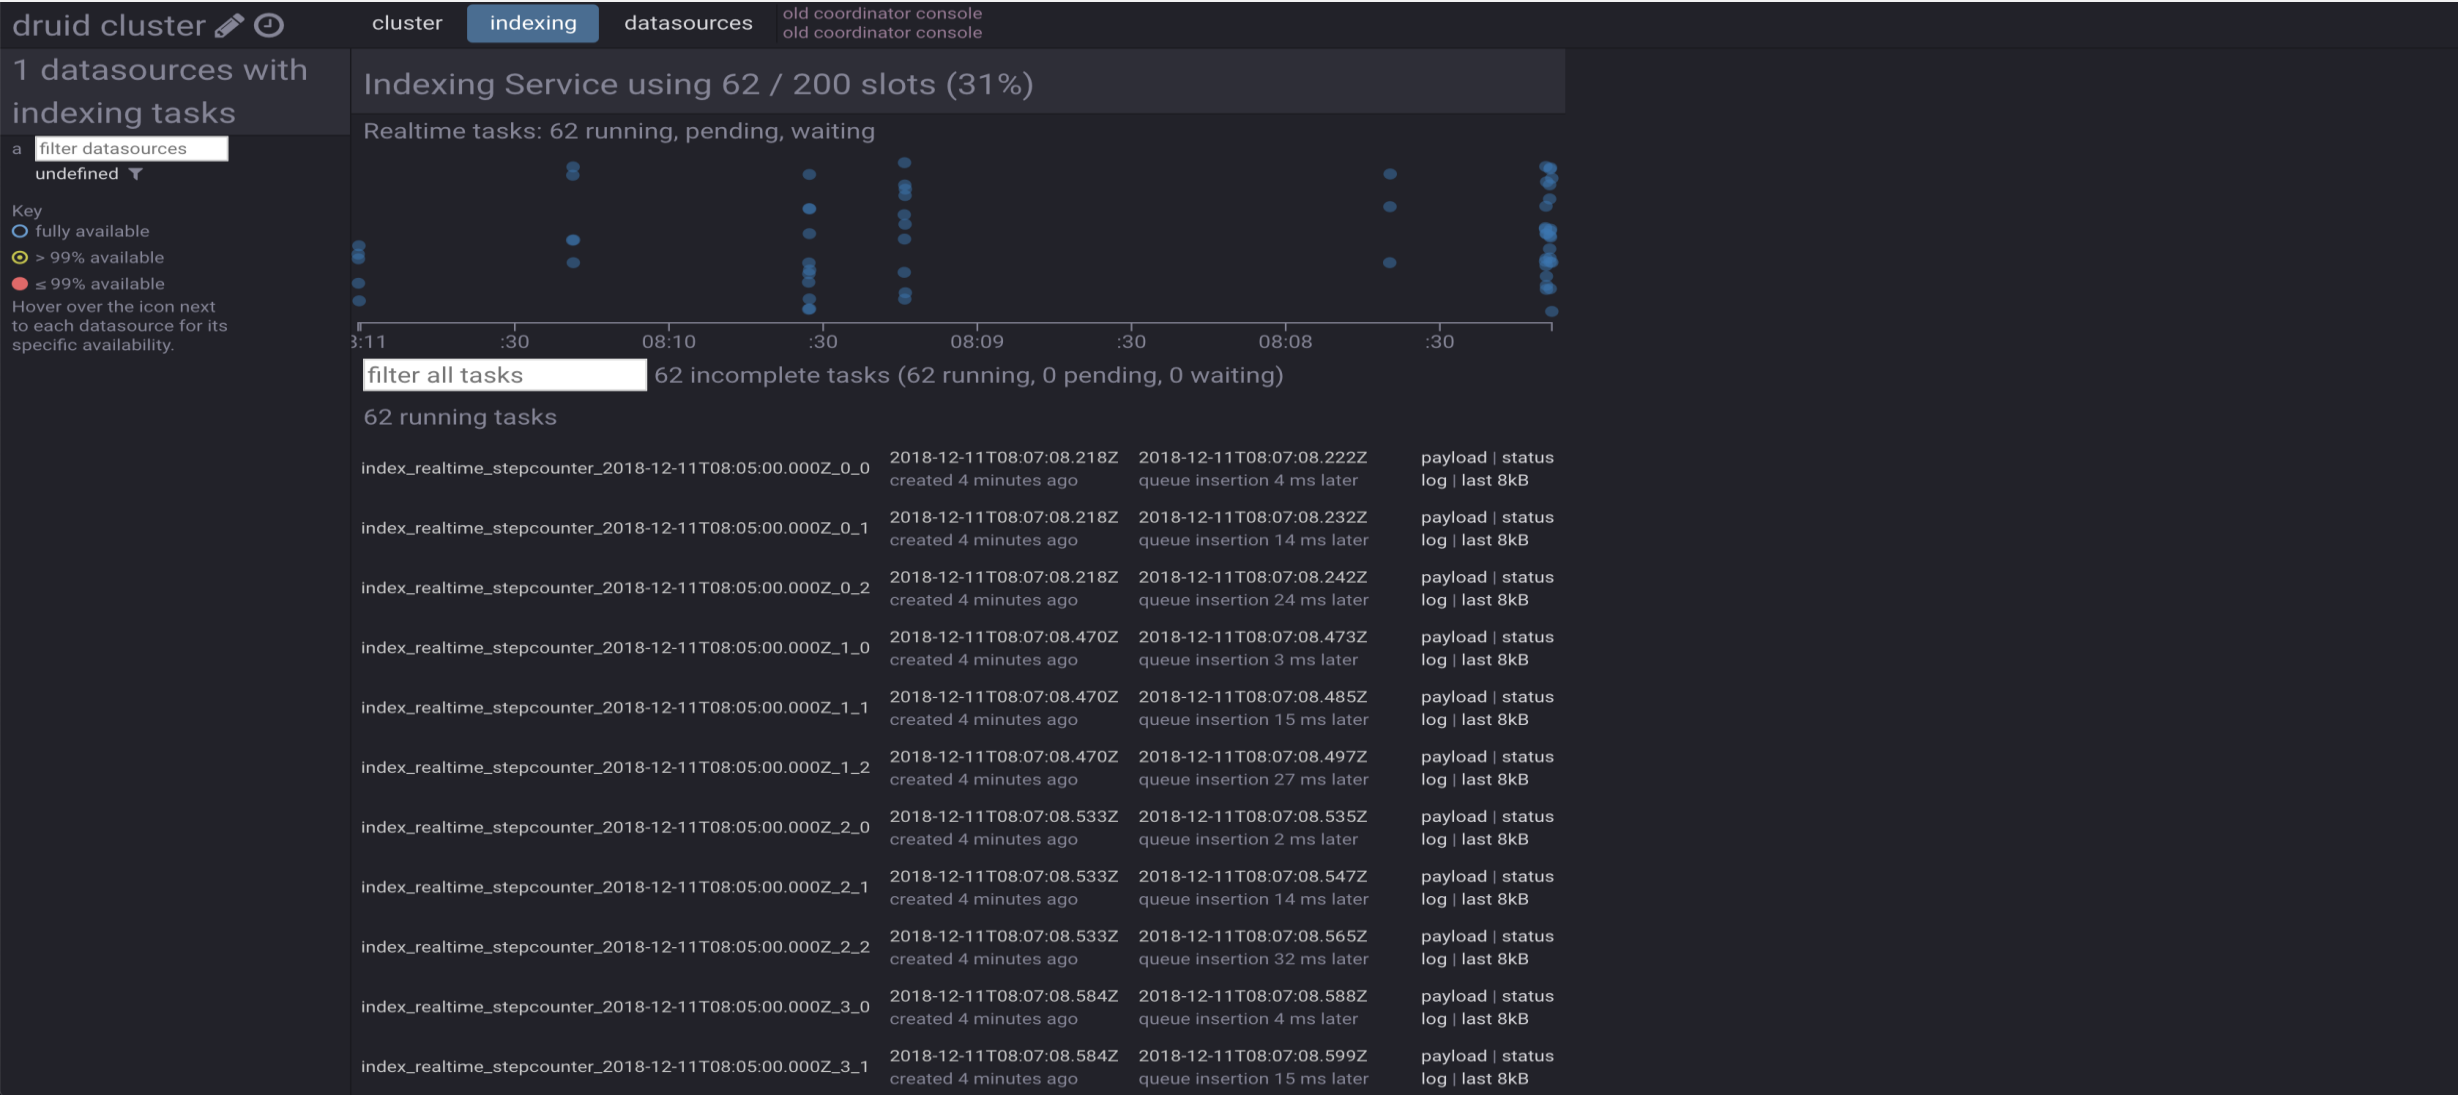 druid cluster
cluster
indexing
datasources
old coordinator console
old coordinator console
1 datasources with
indexing tasks
a filter datasources
undefined
Key
fully available
> 99% available
≤ 99% available
Hover over the icon next
to each datasource for its
specific availability.
Indexing Service using 62 / 200 slots (31%)
Realtime tasks: 62 running, pending, waiting
:11 :30 08:10 :30 08:09 :30 08:08 :30
filter all tasks 62 incomplete tasks (62 running, 0 pending, 0 waiting)
62 running tasks
index_realtime_stepcounter_2018-12-11T08:05:00.000Z_0_0 2018-12-11T08:07:08.218Z 2018-12-11T08:07:08.222Z payload | status
created 4 minutes ago queue insertion 4 ms later log | last 8kB
index_realtime_stepcounter_2018-12-11T08:05:00.000Z_0_1 2018-12-11T08:07:08.218Z 2018-12-11T08:07:08.232Z payload | status
created 4 minutes ago queue insertion 14 ms later log | last 8kB
index_realtime_stepcounter_2018-12-11T08:05:00.000Z_0_2 2018-12-11T08:07:08.218Z 2018-12-11T08:07:08.242Z payload | status
created 4 minutes ago queue insertion 24 ms later log | last 8kB
index_realtime_stepcounter_2018-12-11T08:05:00.000Z_1_0 2018-12-11T08:07:08.470Z 2018-12-11T08:07:08.473Z payload | status
created 4 minutes ago queue insertion 3 ms later log | last 8kB
index_realtime_stepcounter_2018-12-11T08:05:00.000Z_1_1 2018-12-11T08:07:08.470Z 2018-12-11T08:07:08.485Z payload | status
created 4 minutes ago queue insertion 15 ms later log | last 8kB
index_realtime_stepcounter_2018-12-11T08:05:00.000Z_1_2 2018-12-11T08:07:08.470Z 2018-12-11T08:07:08.497Z payload | status
created 4 minutes ago queue insertion 27 ms later log | last 8kB
index_realtime_stepcounter_2018-12-11T08:05:00.000Z_2_0 2018-12-11T08:07:08.533Z 2018-12-11T08:07:08.535Z payload | status
created 4 minutes ago queue insertion 2 ms later log | last 8kB
index_realtime_stepcounter_2018-12-11T08:05:00.000Z_2_1 2018-12-11T08:07:08.533Z 2018-12-11T08:07:08.547Z payload | status
created 4 minutes ago queue insertion 14 ms later log | last 8kB
index_realtime_stepcounter_2018-12-11T08:05:00.000Z_2_2 2018-12-11T08:07:08.533Z 2018-12-11T08:07:08.565Z payload | status
created 4 minutes ago queue insertion 32 ms later log | last 8kB
index_realtime_stepcounter_2018-12-11T08:05:00.000Z_3_0 2018-12-11T08:07:08.584Z 2018-12-11T08:07:08.588Z payload | status
created 4 minutes ago queue insertion 4 ms later log | last 8kB
index_realtime_stepcounter_2018-12-11T08:05:00.000Z_3_1 2018-12-11T08:07:08.584Z 2018-12-11T08:07:08.599Z payload | status
created 4 minutes ago queue insertion 15 ms later log | last 8kB